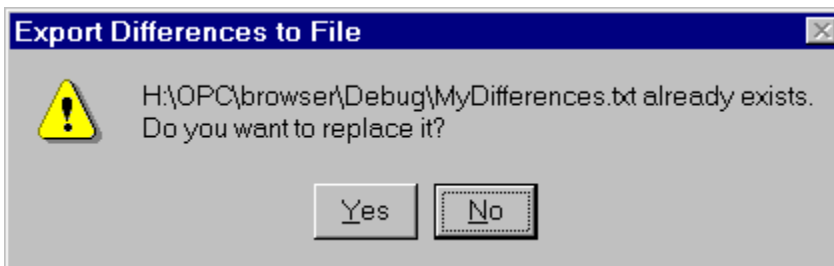 Export Differences to File
H:\OPC\browser\Debug\MyDifferences.txt already exists.
Do you want to replace it?
Yes No